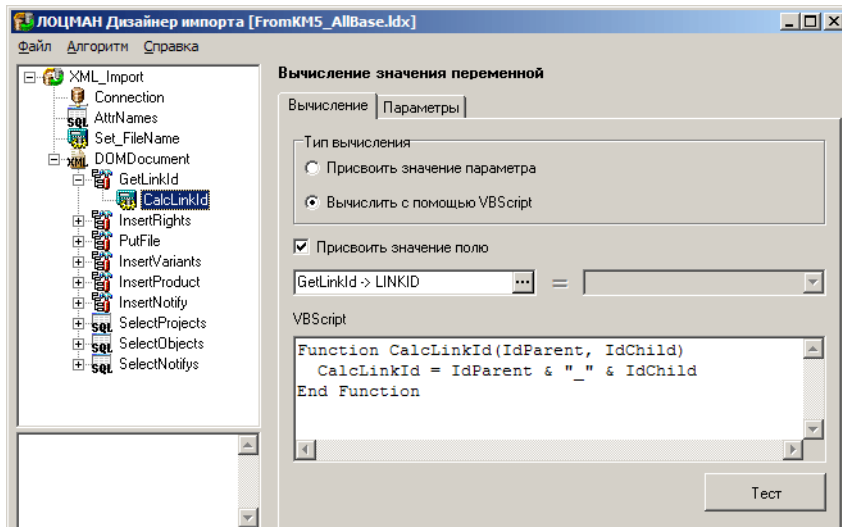 ЛОЦМАН Дизайнер импорта [FromKM5_AllBase.ldx]
Файл Алгоритм Справка
XML_Import
Connection
AttrNames
Set_FileName
DOMDocument
GetLinkId
CalcLinkId
InsertRights
PutFile
InsertVariants
InsertProduct
InsertNotify
SelectProjects
SelectObjects
SelectNotifys
Вычисление значения переменной
Вычисление Параметры
Тип вычисления
Присвоить значение параметра
Вычислить с помощью VBScript
Присвоить значение полю
GetLinkId -> LINKID ... =
VBScript
Function CalcLinkId(IdParent, IdChild)
CalcLinkId = IdParent & "_" & IdChild
End Function
Тест